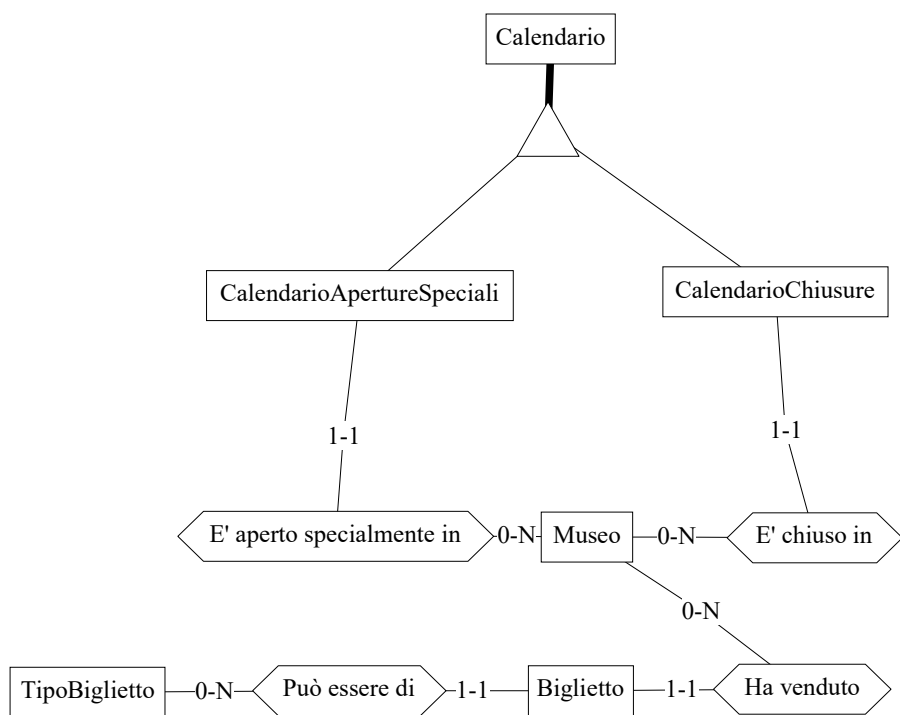 Calendario
CalendarioApertureSpeciali
CalendarioChiusure
1-1
1-1
E' aperto specialmente in
0-N
Museo
0-N
E' chiuso in
0-N
TipoBiglietto
0-N
Può essere di
1-1
Biglietto
1-1
Ha venduto